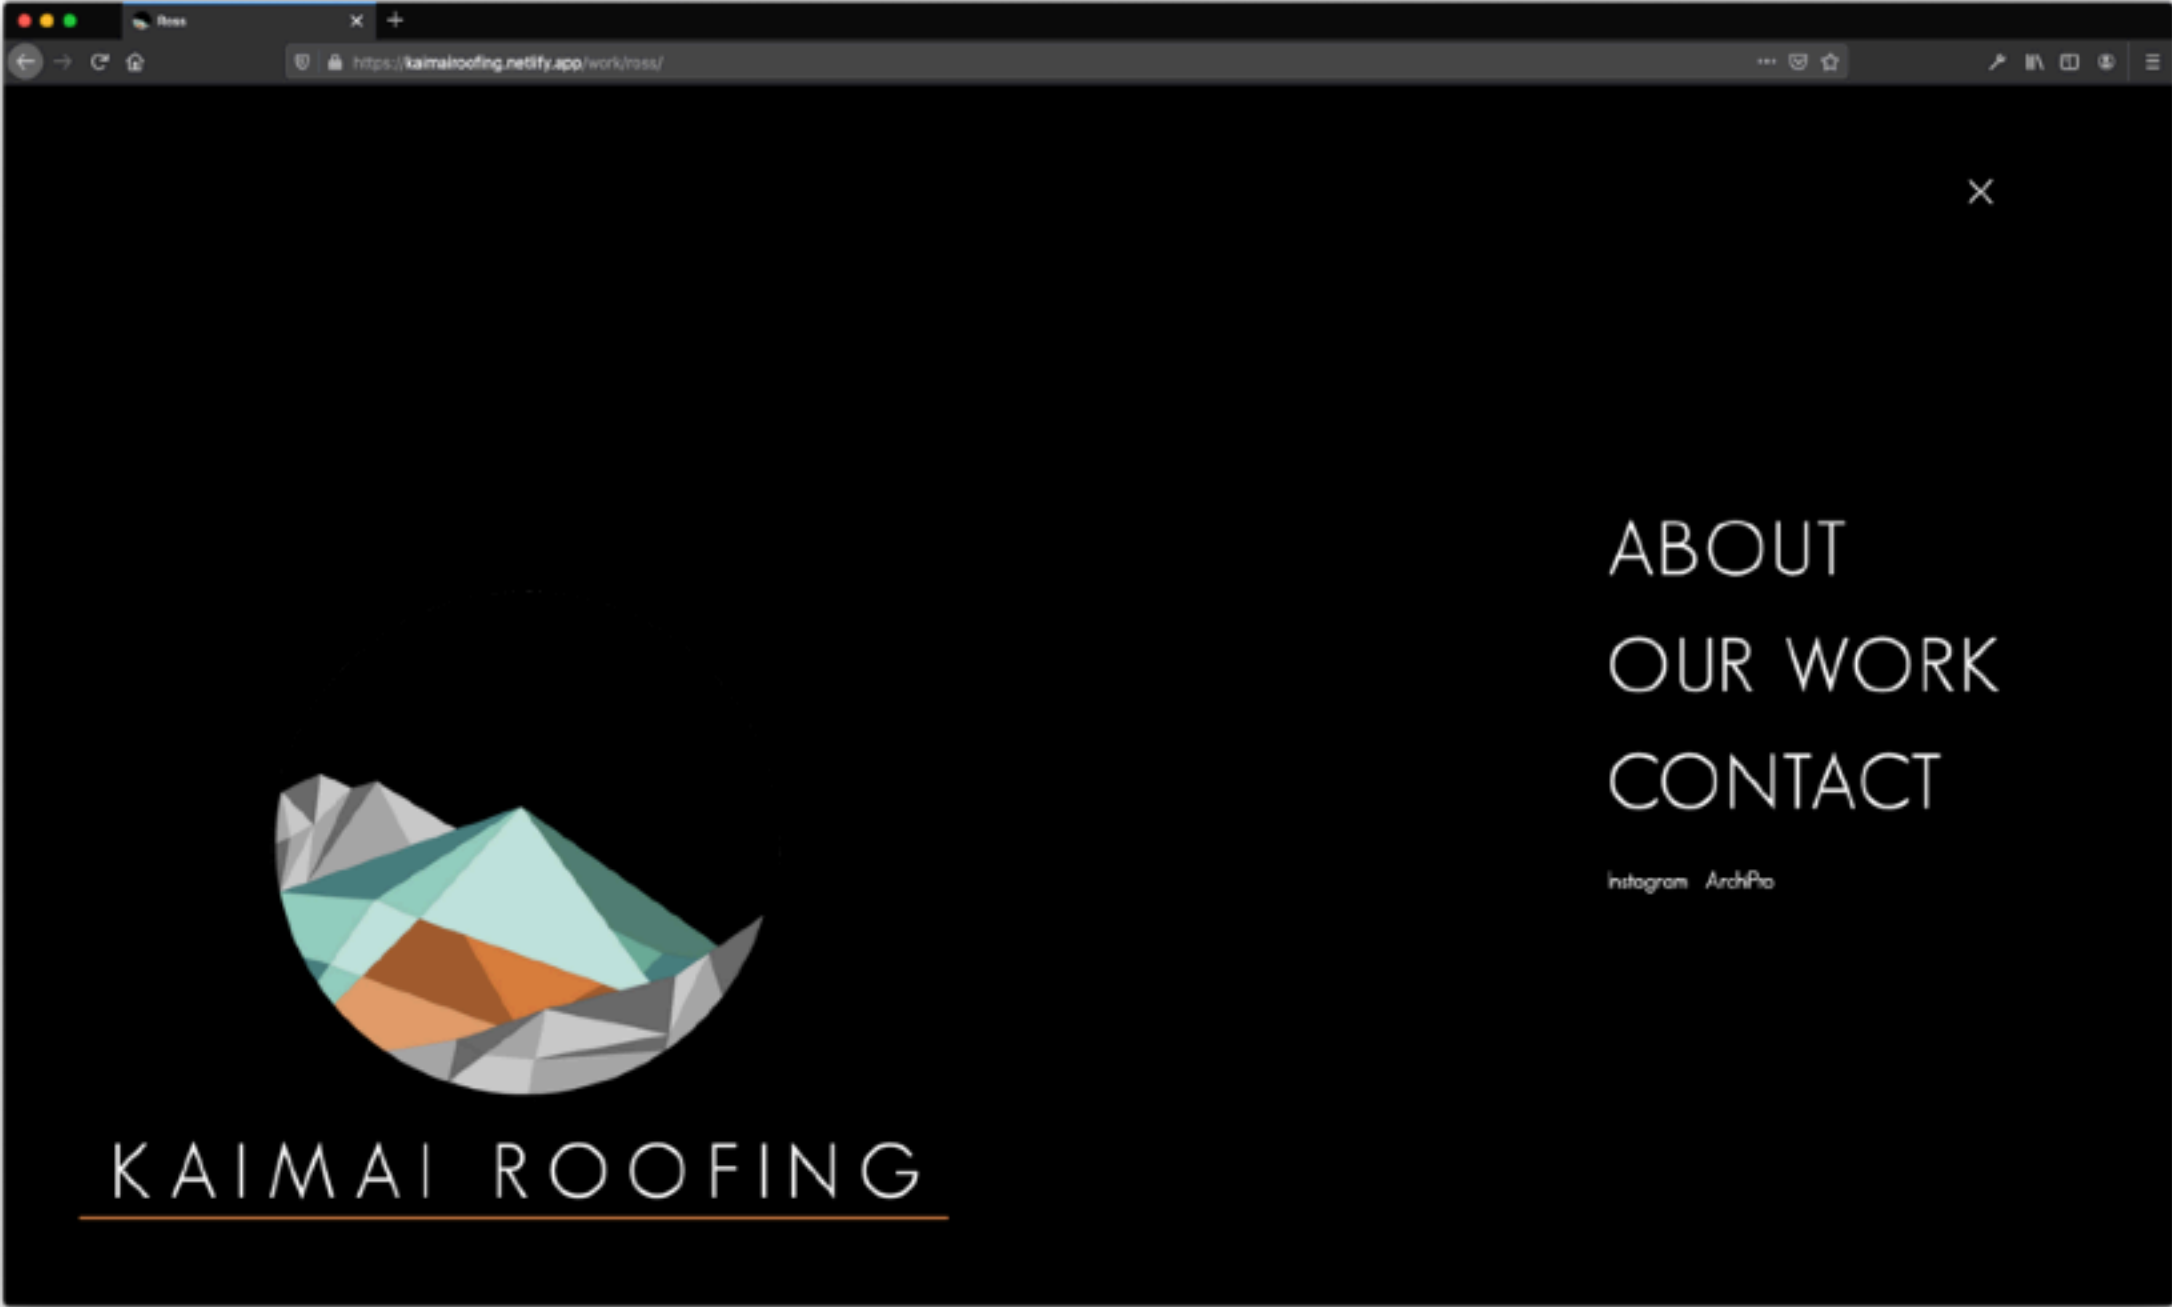 Ross
https://kaimairoofing.netlify.app/work/ross/
ABOUT
OUR WORK
CONTACT
Instagram ArchiPro
KAIMAI ROOFING